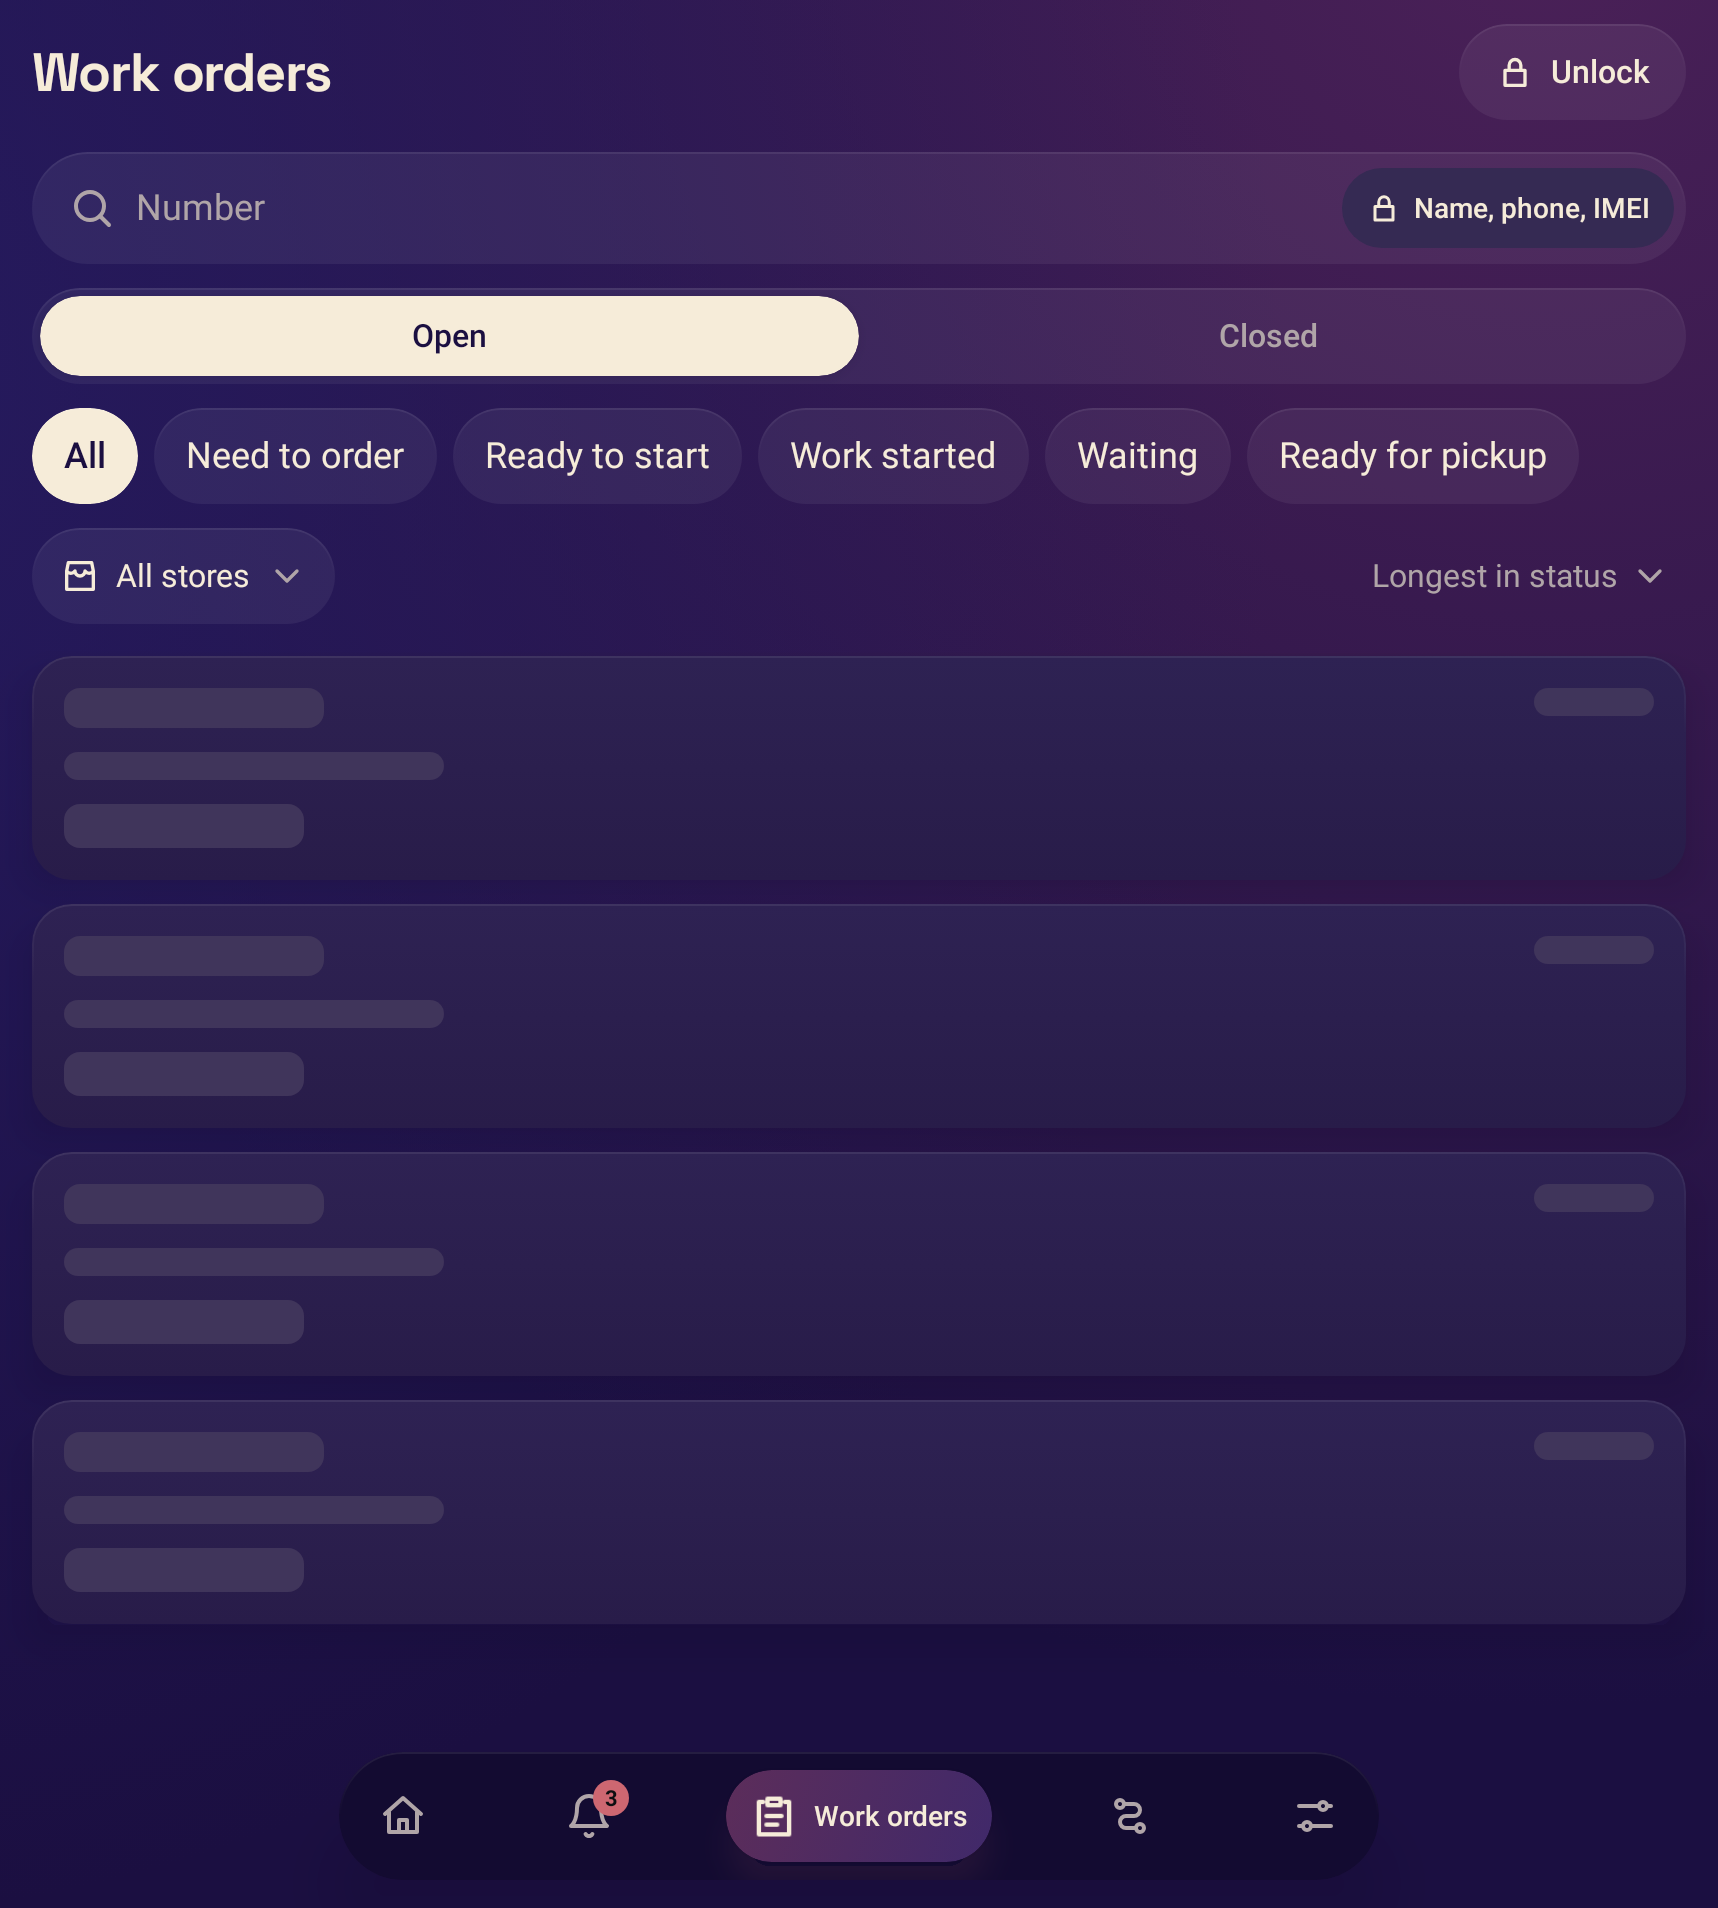 Work orders
Unlock
Number
Name, phone, IMEI
Open
Closed
All
Need to order
Ready to start
Work started
Waiting
Ready for pickup
All stores
Longest in status
3
Work orders